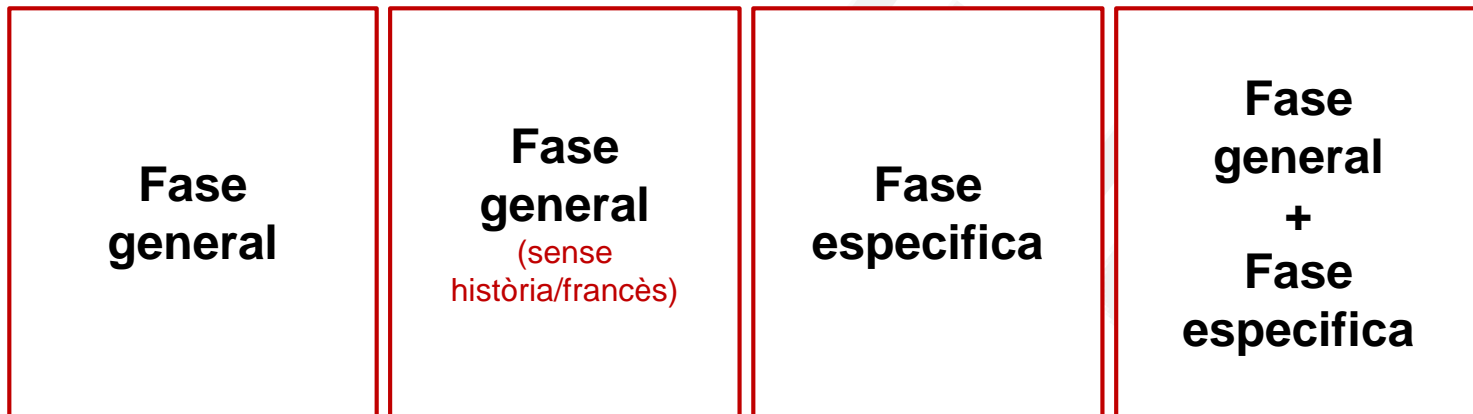 Fase
general
Fase
general
(sense
història/francès)
Fase
especifica
Fase
general
+
Fase
especifica